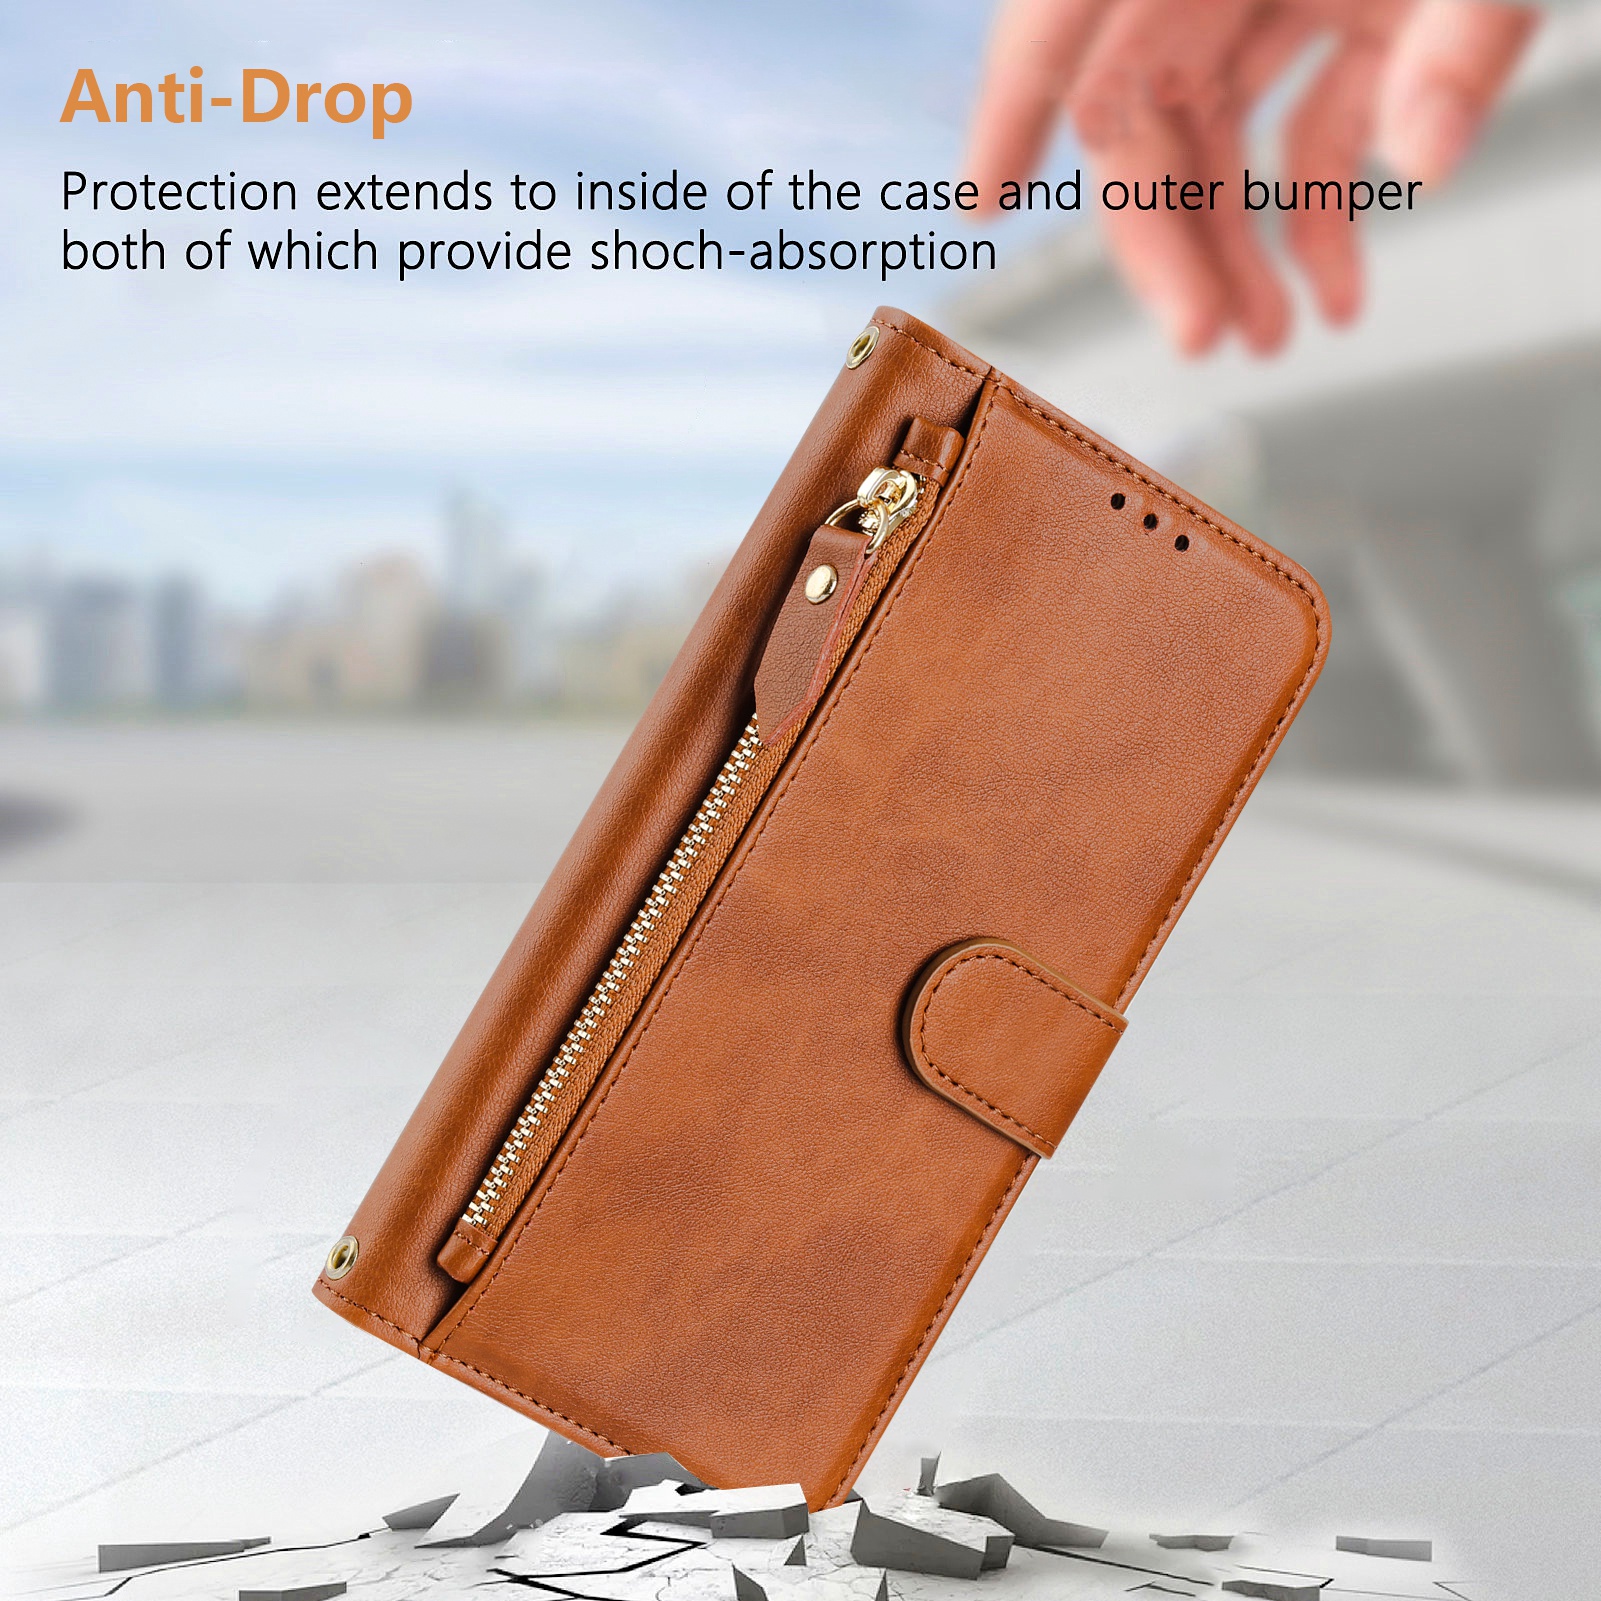 Anti-Drop
Protection extends to inside of the case and outer bumper
both of which provide shoch-absorption